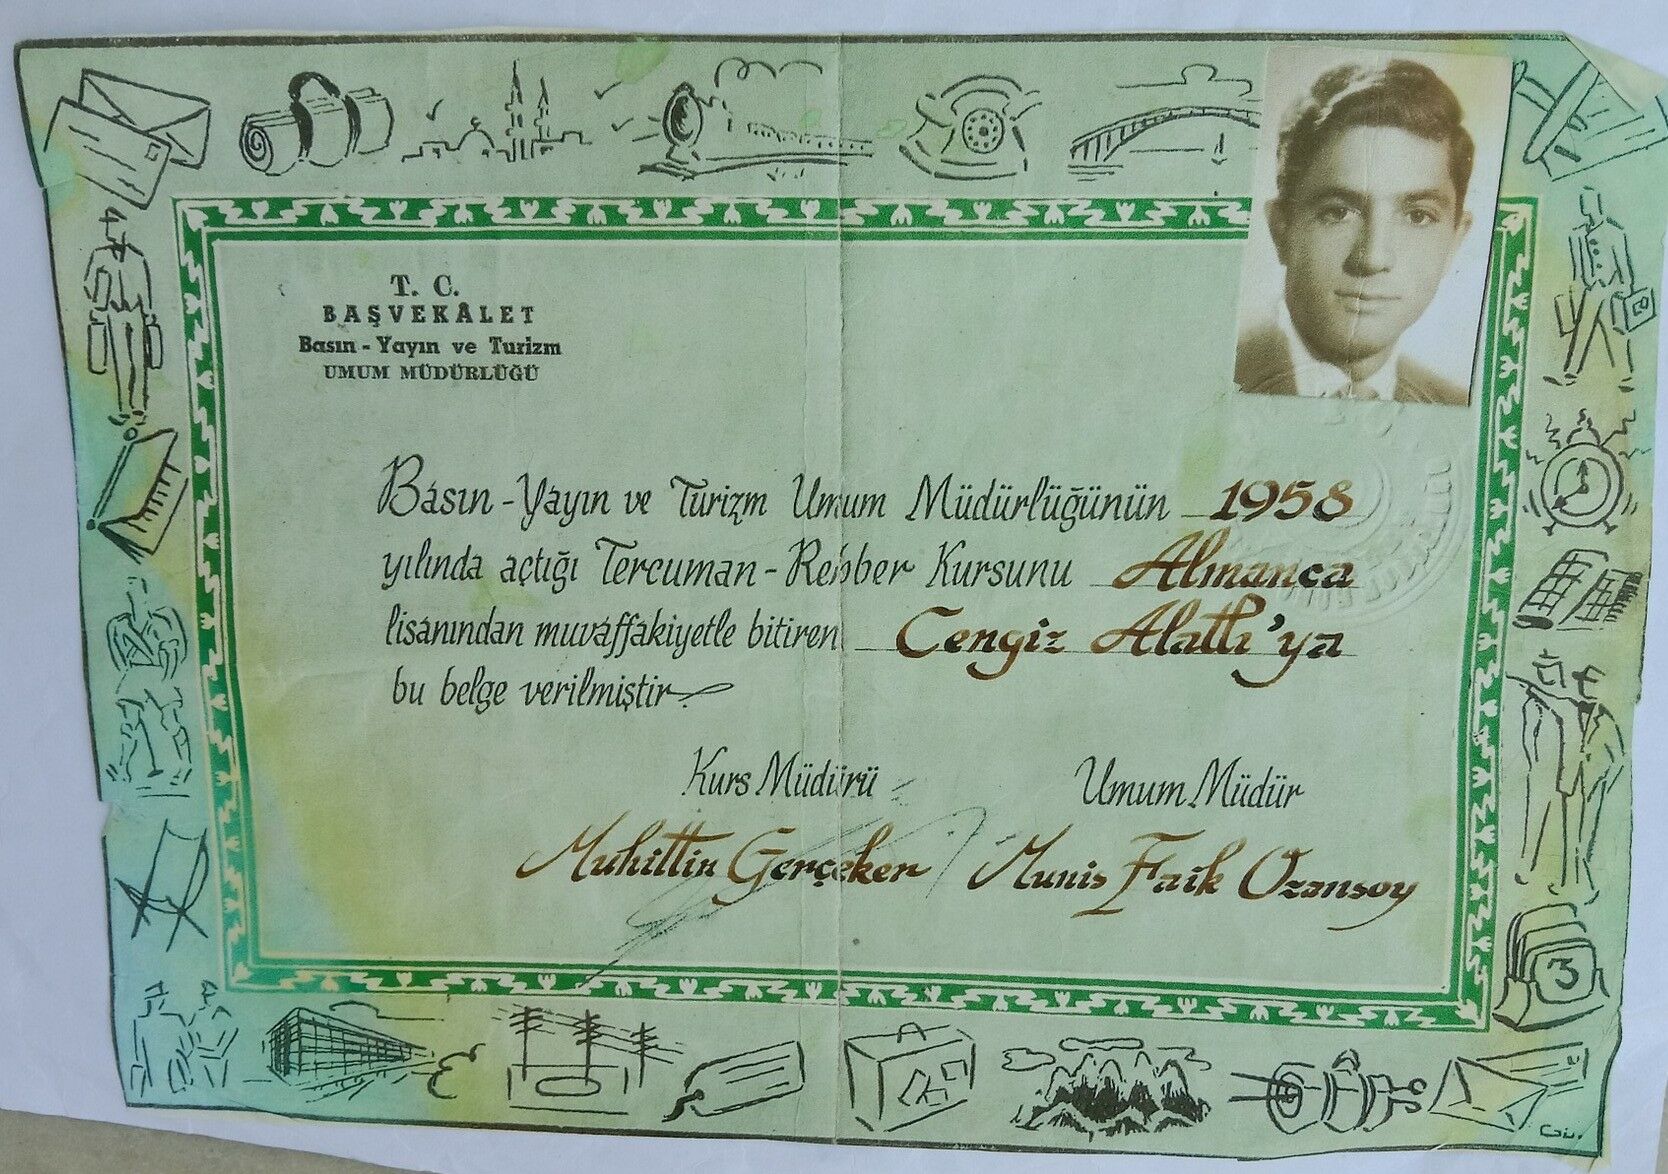 T. C.
BAŞVEKÂLET
Basın - Yayın ve Turizm
UMUM MÜDÜRLÜĞÜ
Basın - Yayın ve Turizm Umum Müdürlüğünün 1958
yılında açtığı Tercuman - Rehber Kursunu Almanca
lisanından muvaffakiyetle bitiren Cengiz Alatlı'ya
bu belge verilmiştir.
Kurs Müdürü Umum Müdür
Muhittin Gerçeker Munis Faik Ozansoy
3